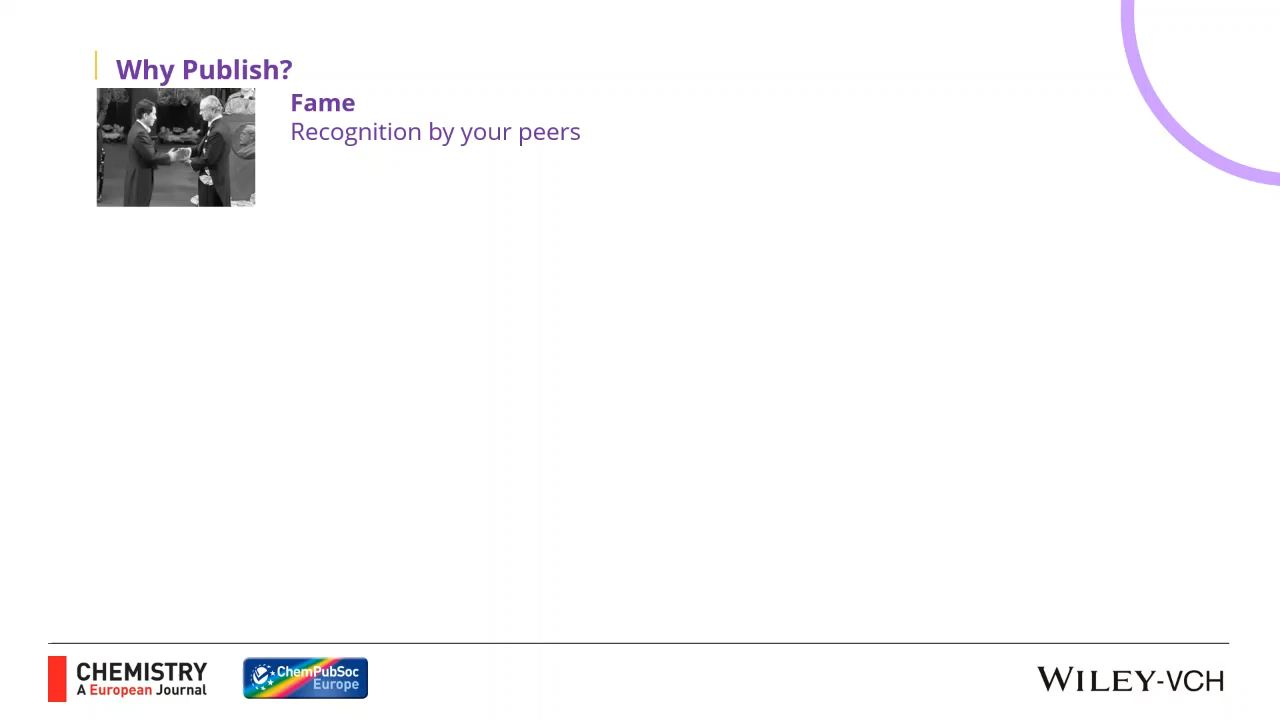 Why Publish?
Fame
Recognition by your peers
CHEMISTRY
A European Journal
ChemPubSoc
Europe
WILEY-VCH